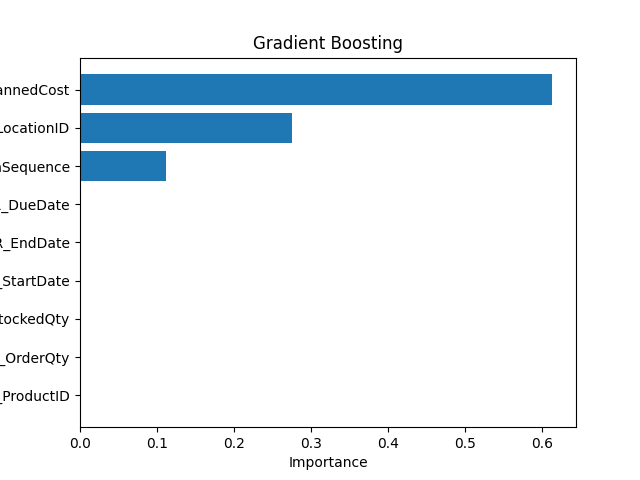 Gradient Boosting
annedCost
LocationID
Sequence
_DueDate
R_EndDate
_StartDate
tockedQty
_OrderQty
_ProductID
0.0 0.1 0.2 0.3 0.4 0.5 0.6
Importance